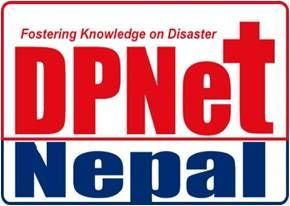 Fostering Knowledge on Disaster
DPNet
Nepal